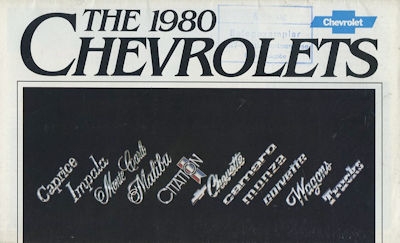 THE 1980
CHEVROLETS
Chevrolet
Caprice
Impala
Monte Carlo
Malibu
CITATION
Chevette
camaro
monza
corvette
Wagons
Trucks